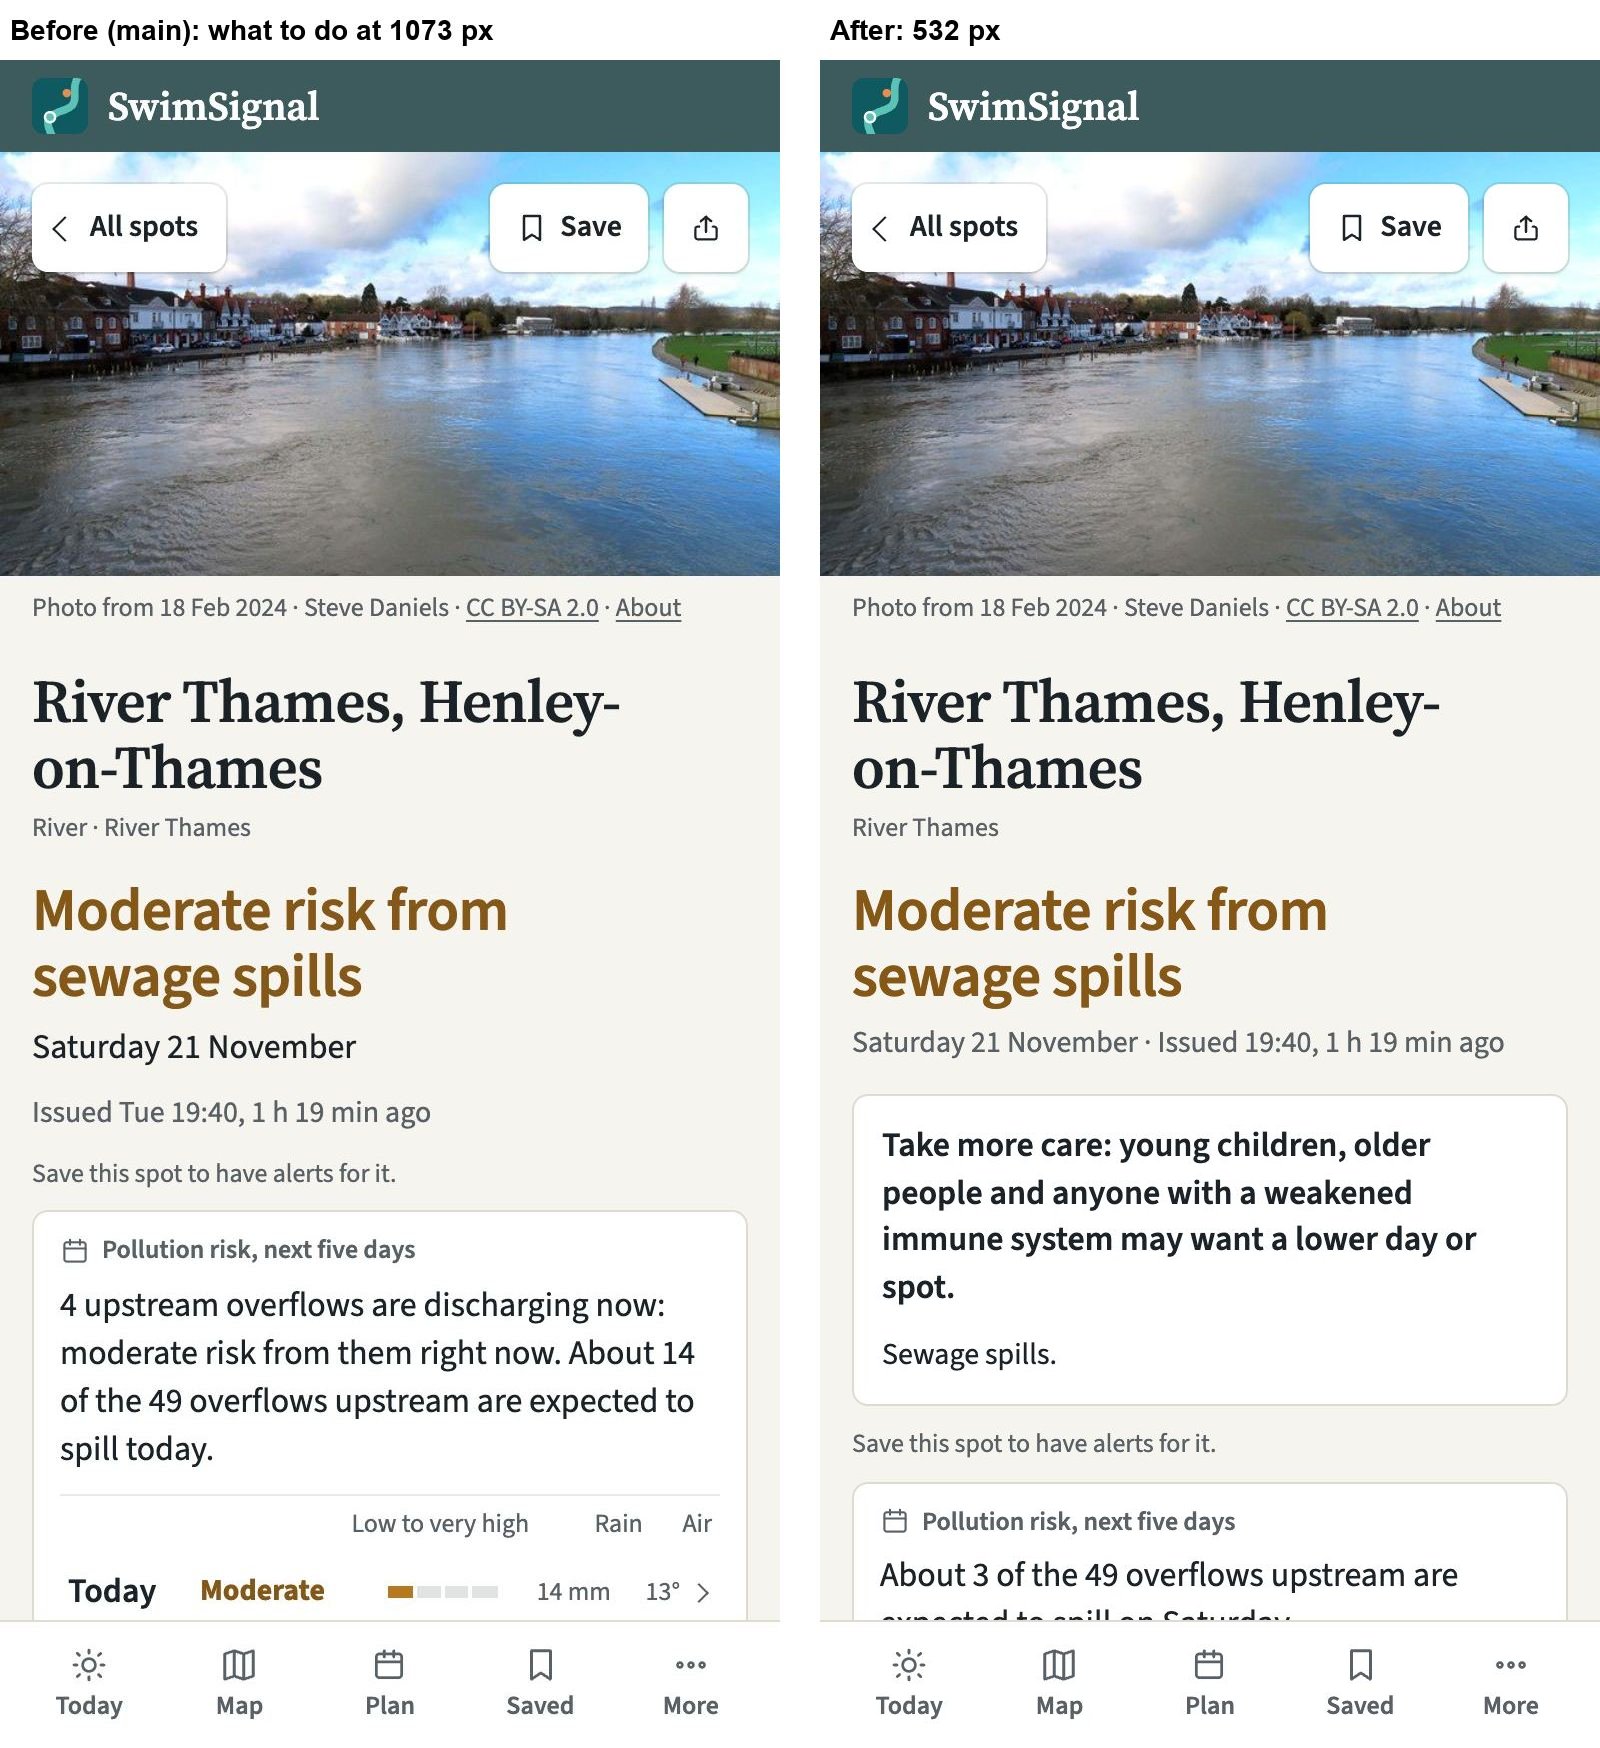 Before (main): what to do at 1073 px
SwimSignal
All spots
Save
Photo from 18 Feb 2024 · Steve Daniels · CC BY-SA 2.0 · About
River Thames, Henley-
on-Thames
River · River Thames
Moderate risk from
sewage spills
Saturday 21 November
Issued Tue 19:40, 1 h 19 min ago
Save this spot to have alerts for it.
Pollution risk, next five days
4 upstream overflows are discharging now:
moderate risk from them right now. About 14
of the 49 overflows upstream are expected to
spill today.
Low to very high Rain Air
Today Moderate 14 mm 13°
Today Map Plan Saved More
After: 532 px
SwimSignal
All spots
Save
Photo from 18 Feb 2024 · Steve Daniels · CC BY-SA 2.0 · About
River Thames, Henley-
on-Thames
River Thames
Moderate risk from
sewage spills
Saturday 21 November · Issued 19:40, 1 h 19 min ago
Take more care: young children, older
people and anyone with a weakened
immune system may want a lower day or
spot.
Sewage spills.
Save this spot to have alerts for it.
Pollution risk, next five days
About 3 of the 49 overflows upstream are
expected to spill on Saturday.
Today Map Plan Saved More